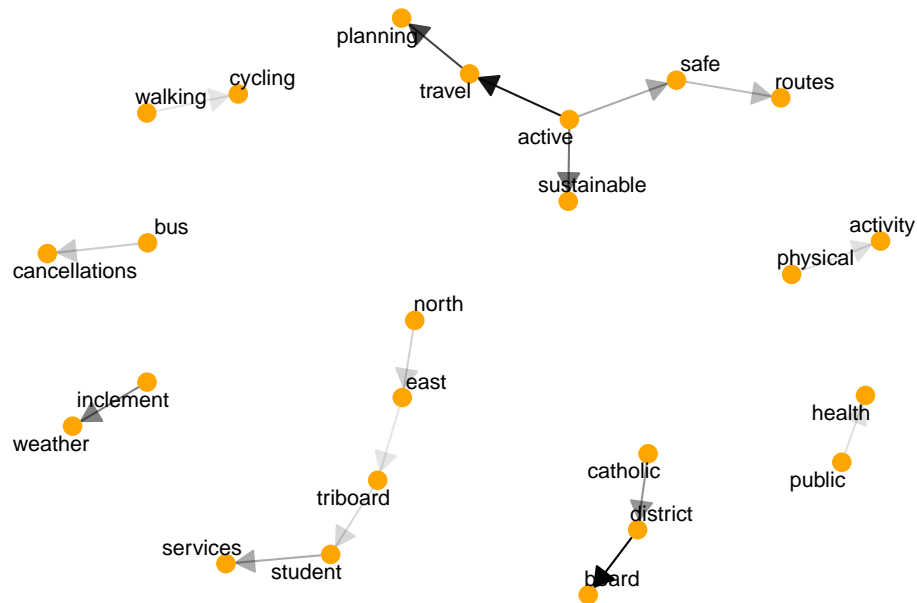 planning
safe
cycling
routes
walking
travel
active
sustainable
bus
activity
physical
cancellations
north
east
inclement
health
weather
catholic
public
triboard
district
services
student
board